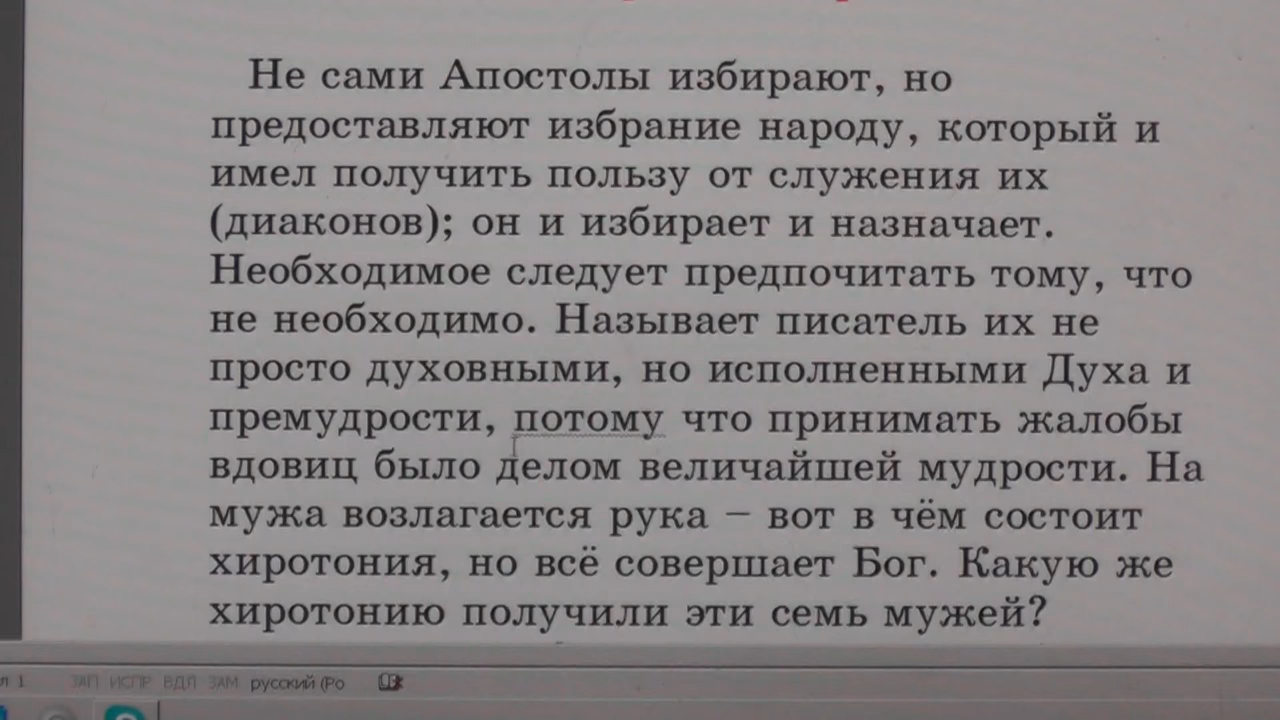 Не сами Апостолы избирают, но
предоставляют избрание народу, который и
имел получить пользу от служения их
(диаконов); он и избирает и назначает.
Необходимое следует предпочитать тому, что
не необходимо. Называет писатель их не
просто духовными, но исполненными Духа и
премудрости, потому что принимать жалобы
вдовиц было делом величайшей мудрости. На
мужа возлагается рука – вот в чём состоит
хиротония, но всё совершает Бог. Какую же
хиротонию получили эти семь мужей?
1 ЗАП ИСПР ВДЛ ЗАМ русский (Ро